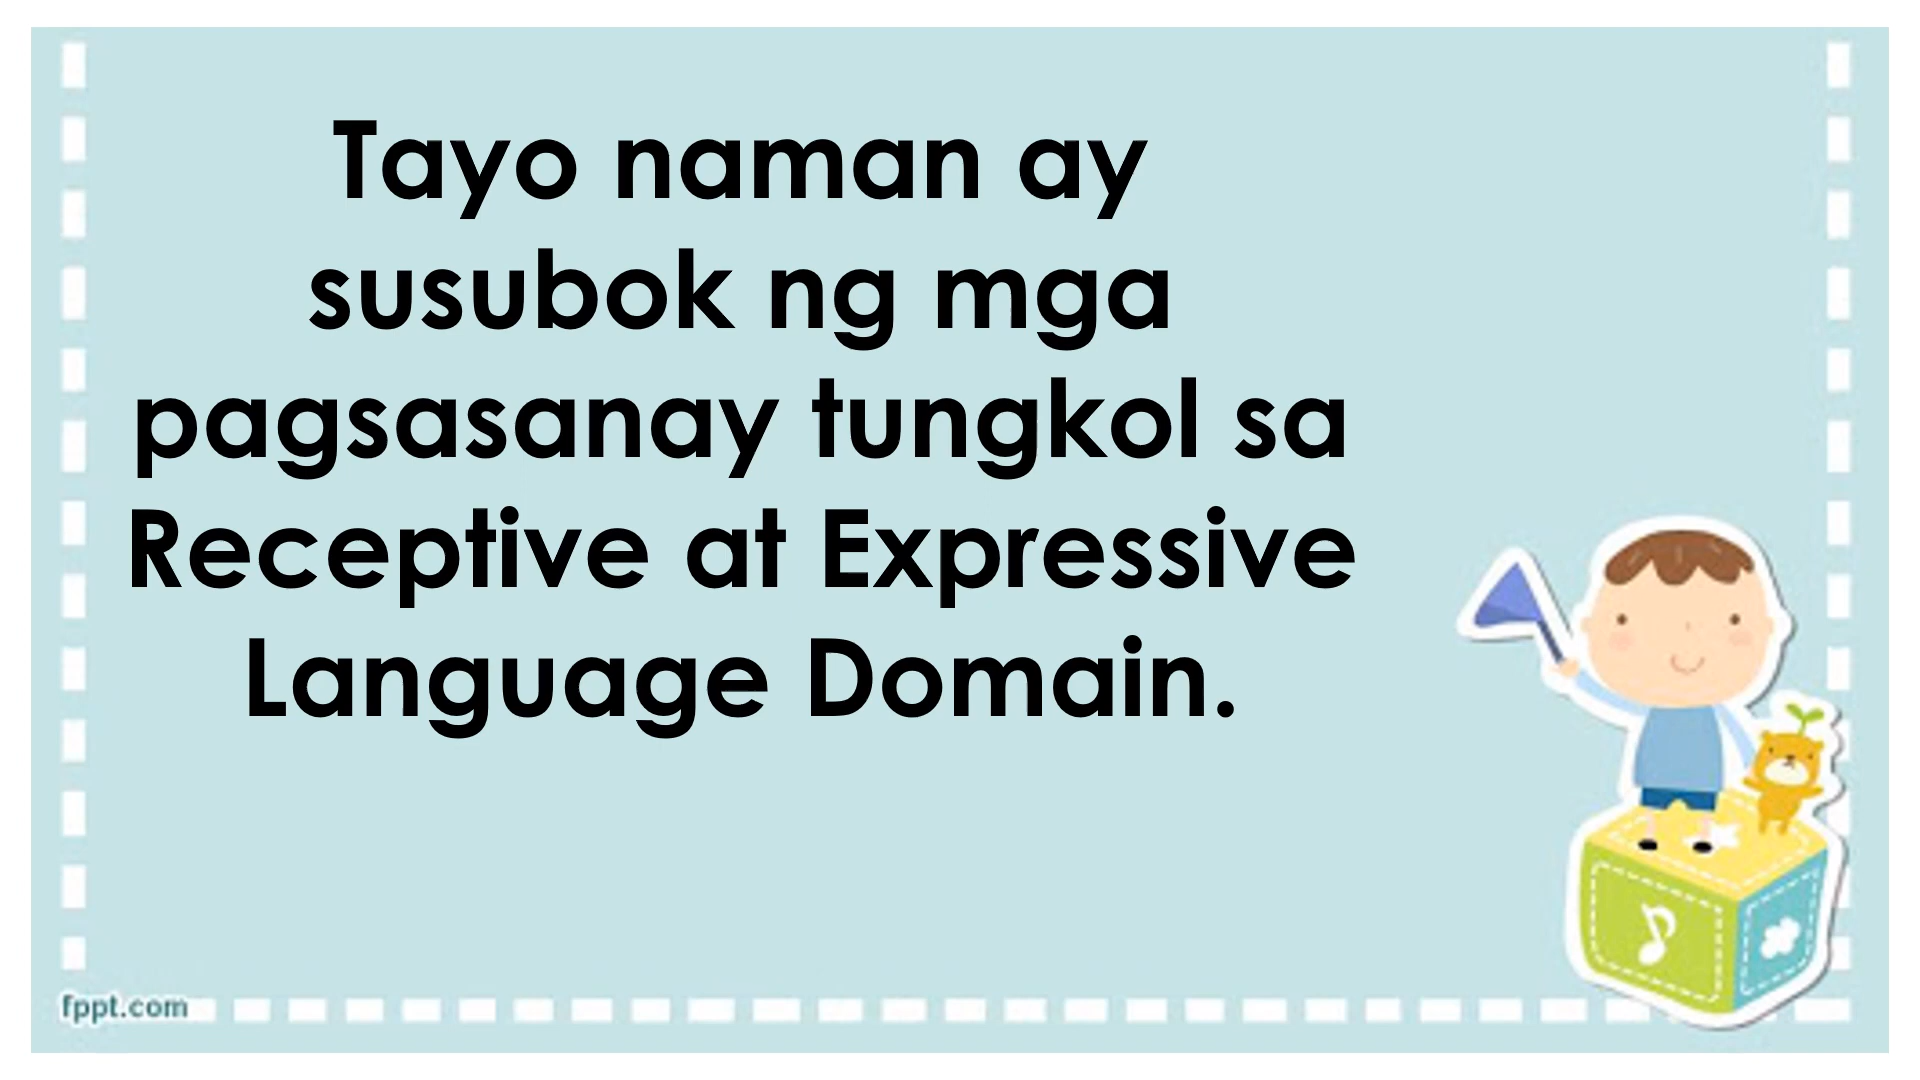 Tayo naman ay
susubok ng mga
pagsasanay tungkol sa
Receptive at Expressive
Language Domain.
fppt.com